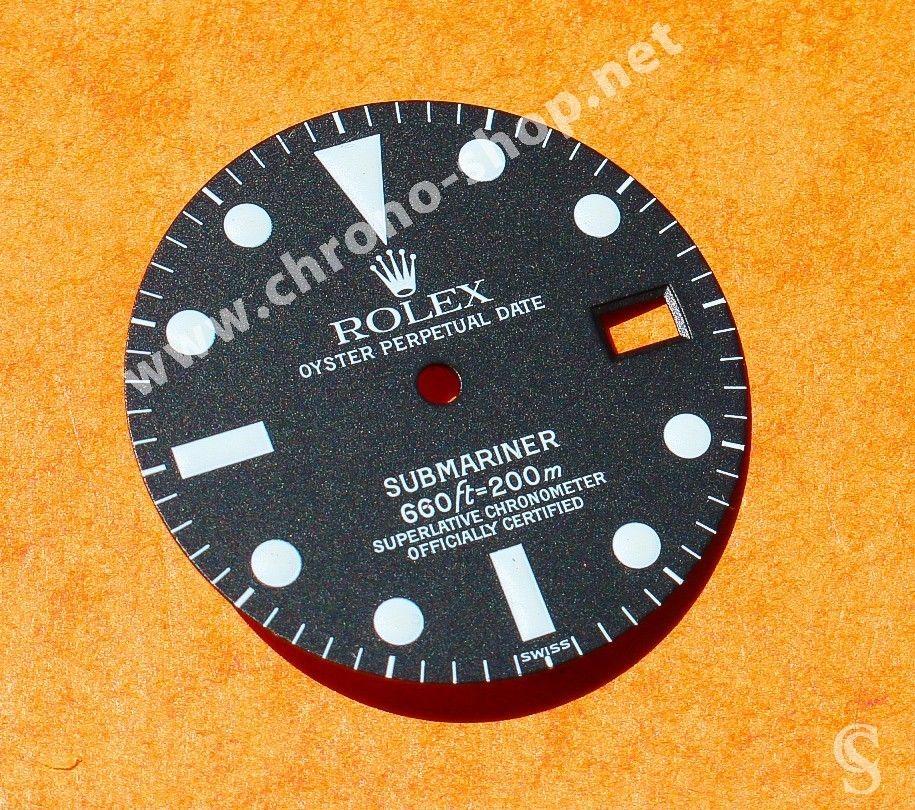 www.chrono-shop.net
ROLEX
OYSTER PERPETUAL DATE
SUBMARINER
660ft=200m
SUPERLATIVE CHRONOMETER
OFFICIALLY CERTIFIED
SWISS